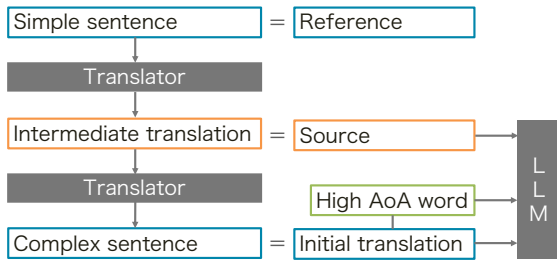 Simple sentence = Reference
Translator
Intermediate translation = Source
Translator
High AoA word
Complex sentence = Initial translation
L
L
M